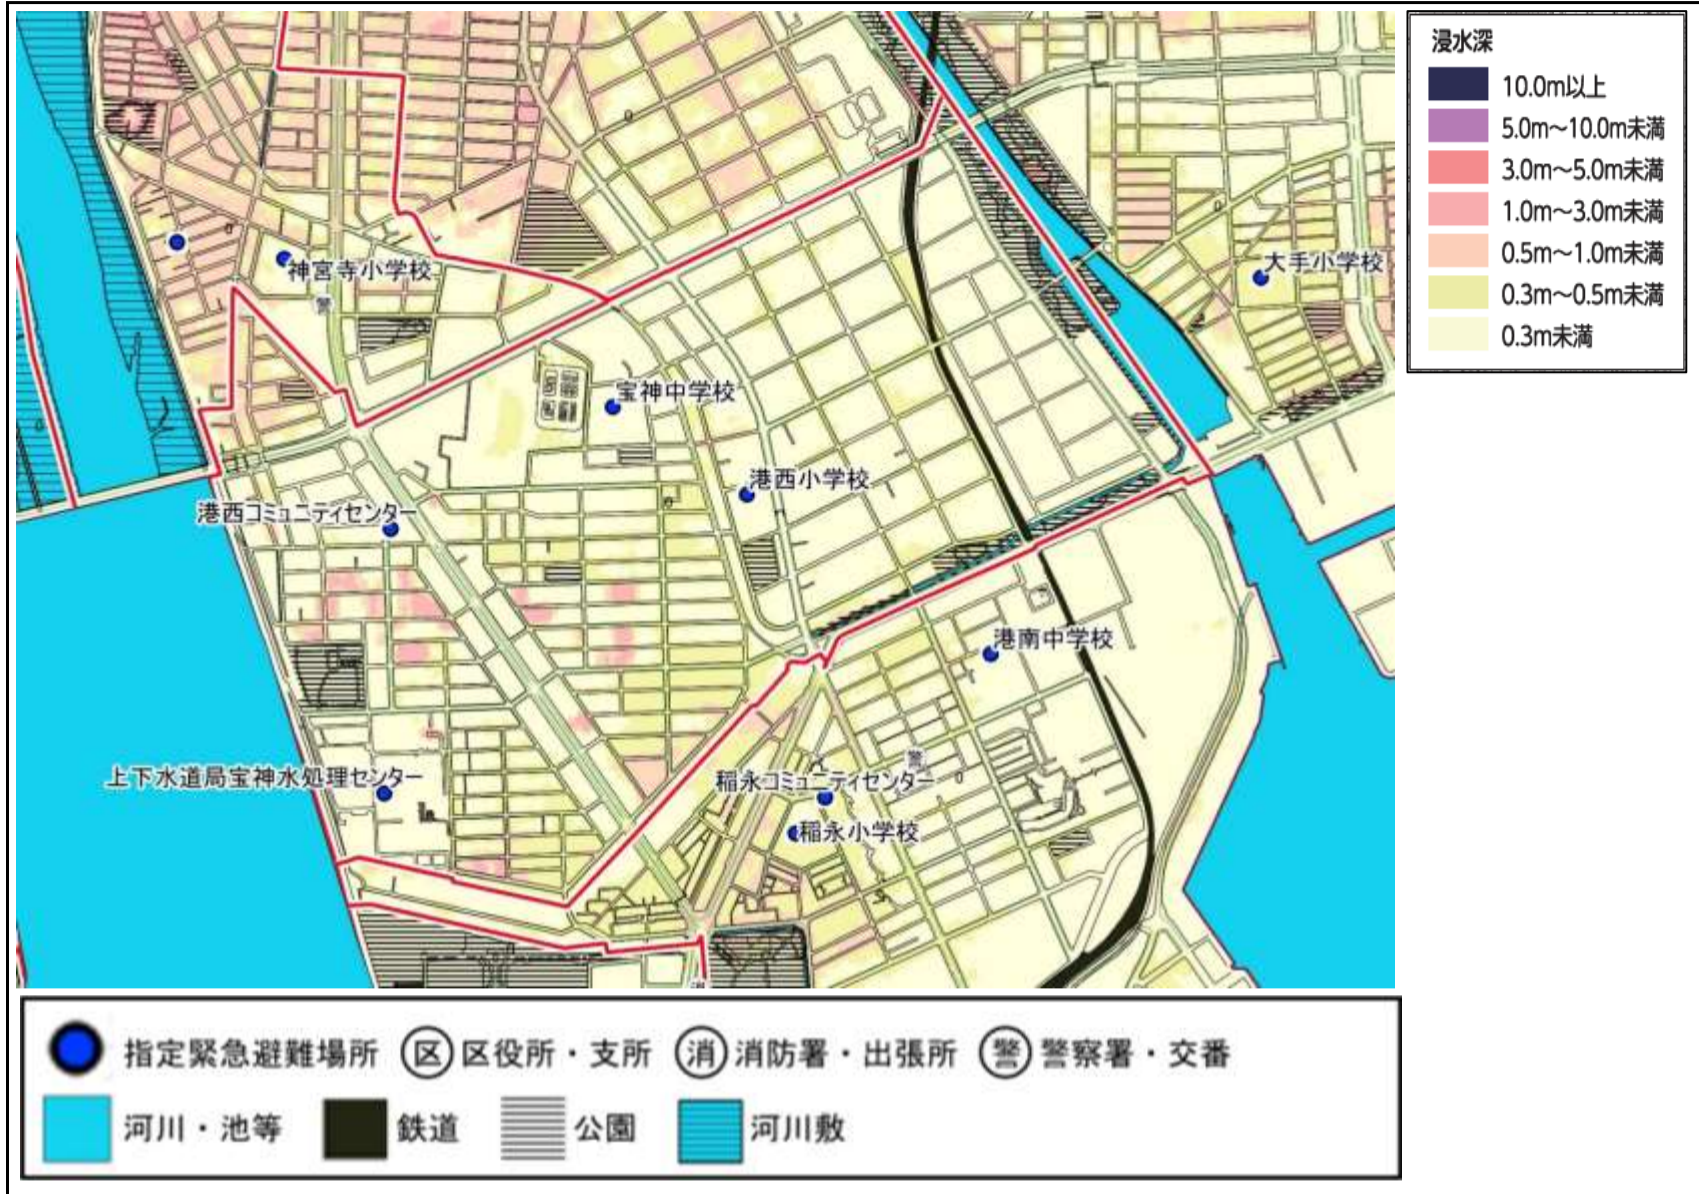 浸水深
10.0m以上
5.0m～10.0m未満
3.0m～5.0m未満
1.0m～3.0m未満
0.5m～1.0m未満
0.3m～0.5m未満
0.3m未満
神宮寺小学校
大手小学校
警
宝神中学校
港西小学校
港西コミュニティセンター
港南中学校
警
上下水道局宝神水処理センター
稲永コミュニティセンター
稲永小学校
指定緊急避難場所 区 区役所・支所 消 消防署・出張所 警 警察署・交番
河川・池等 鉄道 公園 河川敷